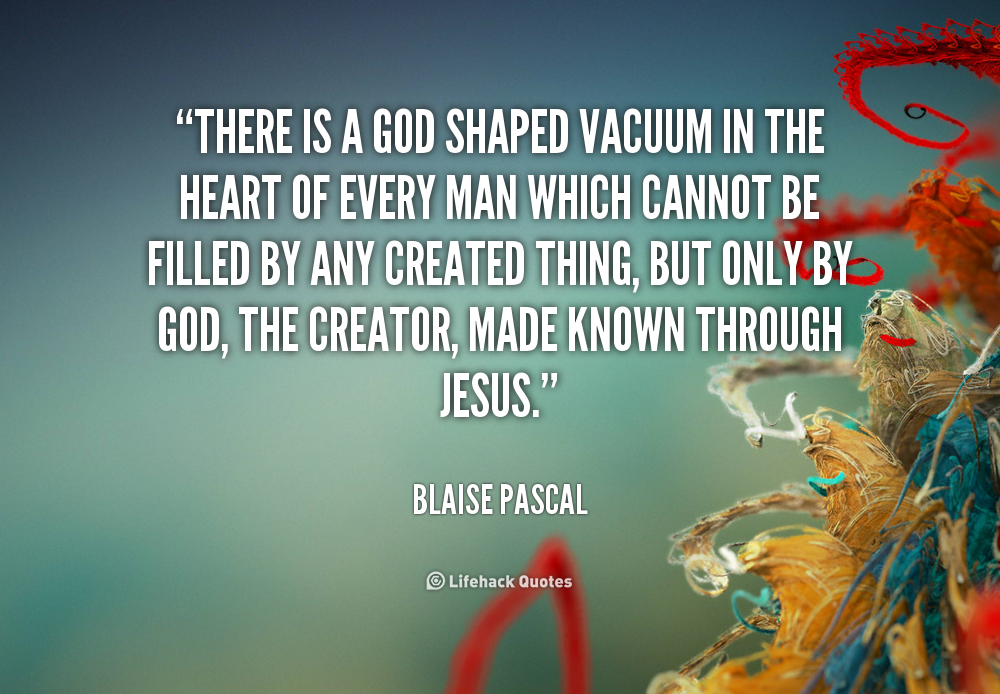 “THERE IS A GOD SHAPED VACUUM IN THE
HEART OF EVERY MAN WHICH CANNOT BE
FILLED BY ANY CREATED THING, BUT ONLY BY
GOD, THE CREATOR, MADE KNOWN THROUGH
JESUS.”
BLAISE PASCAL
Lifehack Quotes